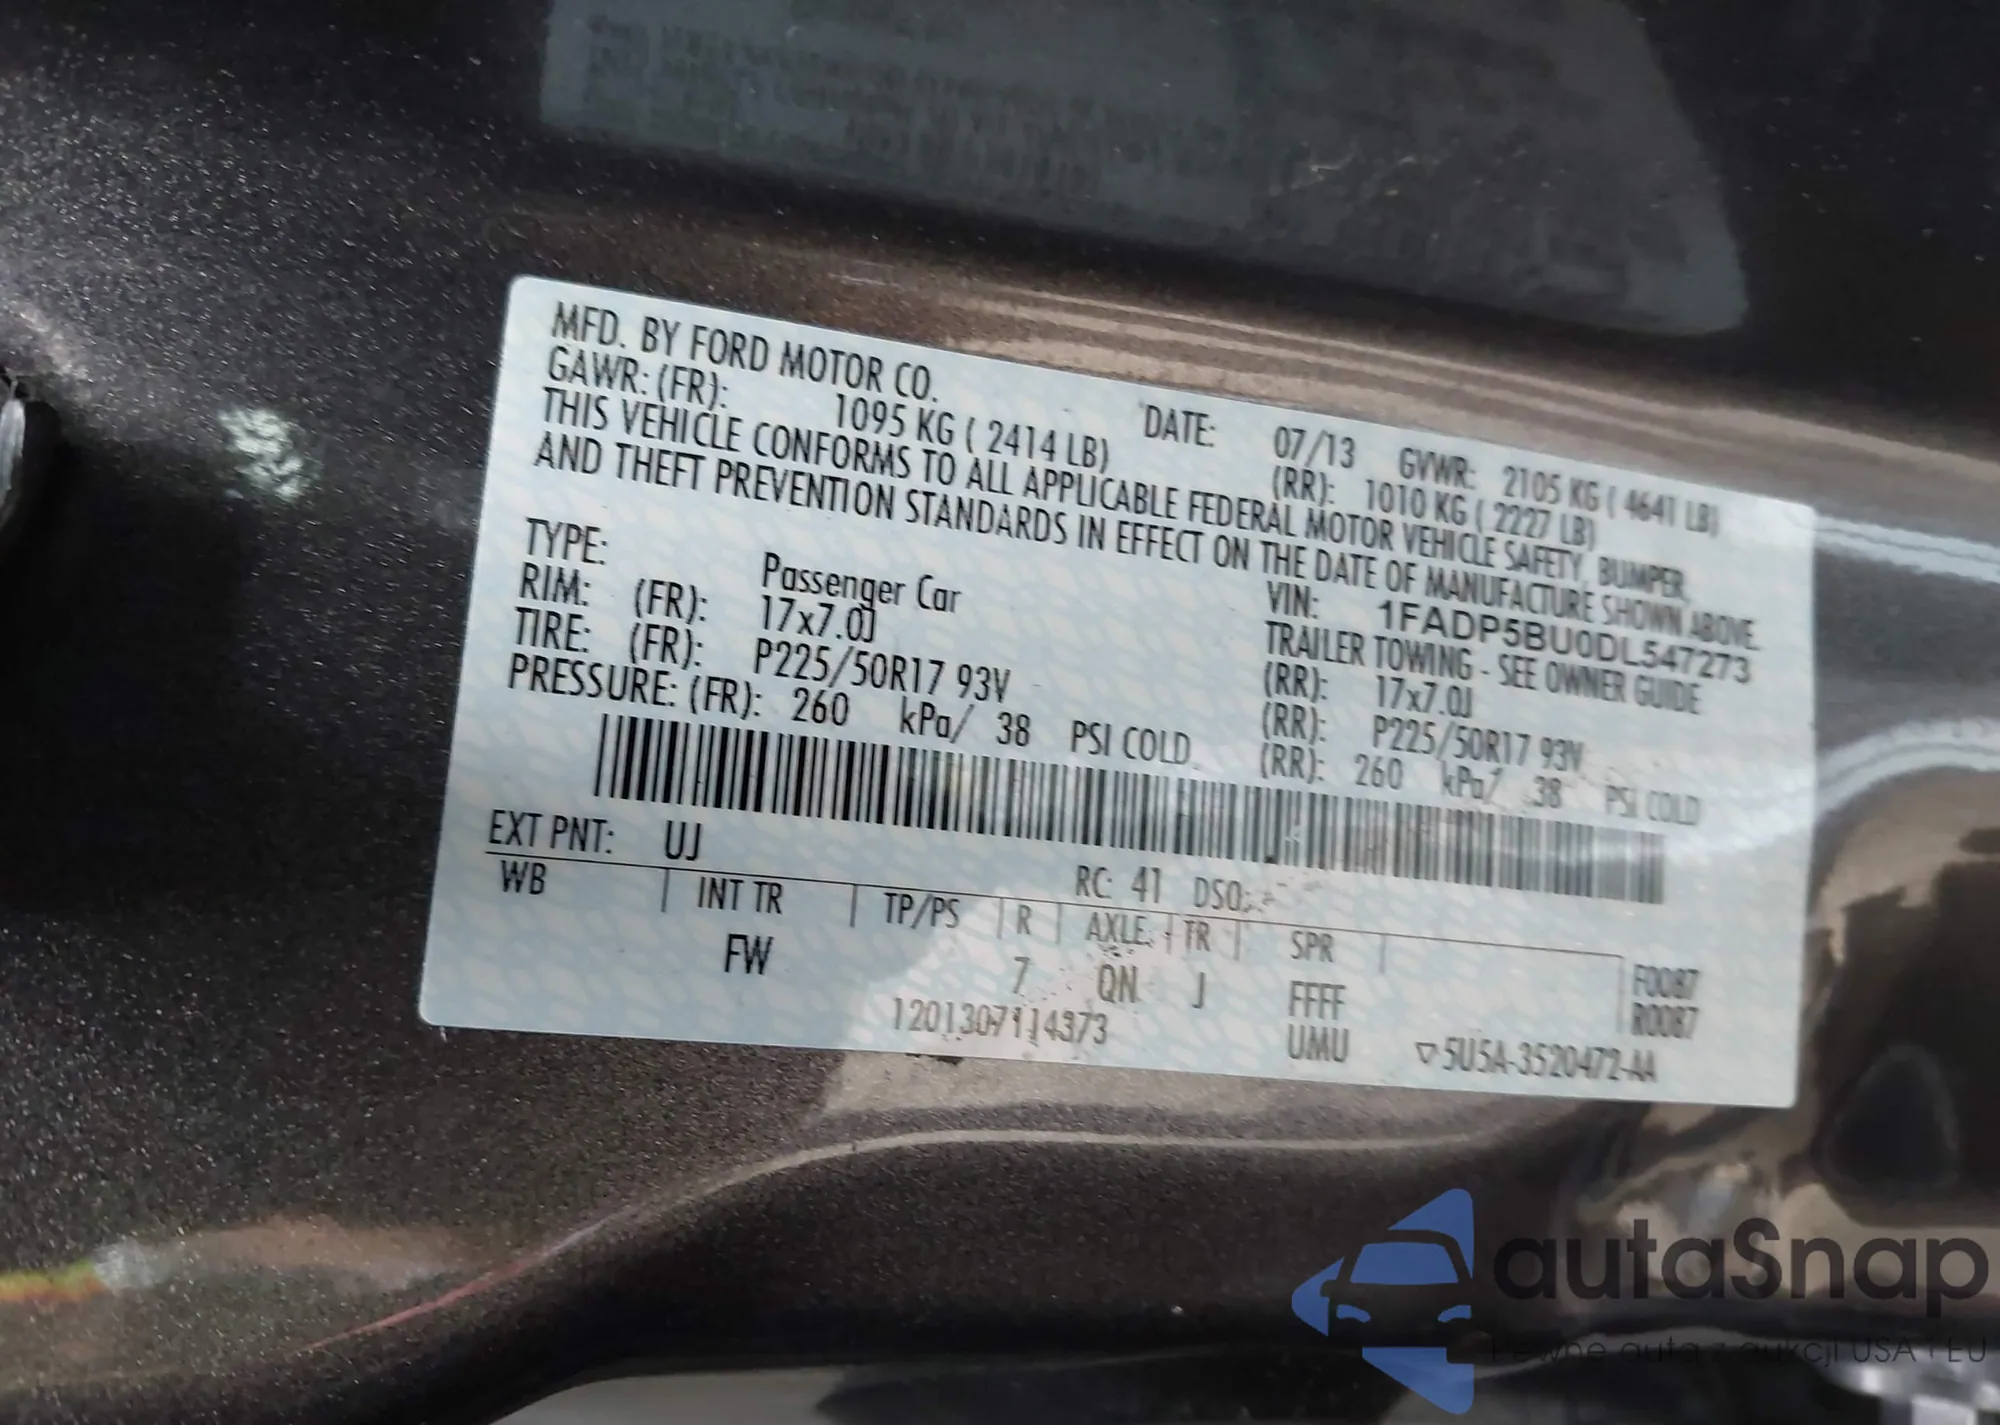 MFD. BY FORD MOTOR CO. DATE: 07/13 GVWR: 2105 KG ( 4641 LB)
GAWR: (FR): 1095 KG ( 2414 LB) (RR): 1010 KG ( 2227 LB)
THIS VEHICLE CONFORMS TO ALL APPLICABLE FEDERAL MOTOR VEHICLE SAFETY, BUMPER,
AND THEFT PREVENTION STANDARDS IN EFFECT ON THE DATE OF MANUFACTURE SHOWN ABOVE.
VIN: 1FADP5BU0DL547273
TYPE: Passenger Car TRAILER TOWING - SEE OWNER GUIDE
RIM: (FR): 17x7.0J (RR): 17x7.0J
TIRE: (FR): P225/50R17 93V (RR): P225/50R17 93V
PRESSURE: (FR): 260 kPa/ 38 PSI COLD (RR): 260 kPa/ 38 PSI COLD
EXT PNT: UJ RC: 41 DSO:
WB INT TR TP/PS R AXLE TR SPR F0087
FW 7 QN J FFFF R0087
1201307114373 UMU ▽5U5A-3520472-AA
autaSnap
Pewne auta z aukcji USA i EU